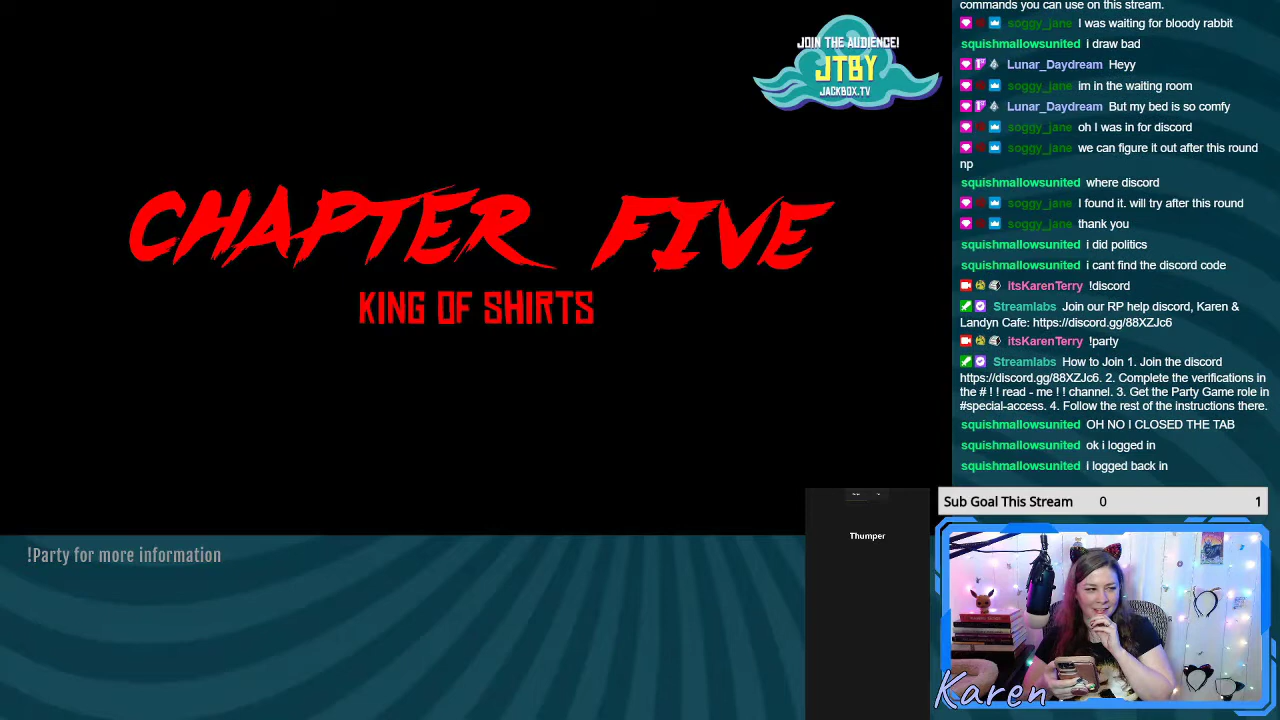 JOIN THE AUDIENCE!
JTBY
JACKBOX.TV
CHAPTER FIVE
KING OF SHIRTS
commands you can use on this stream.
soggy_jane I was waiting for bloody rabbit
squishmallowsunited i draw bad
Lunar_Daydream Heyy
soggy_jane im in the waiting room
Lunar_Daydream But my bed is so comfy
soggy_jane oh I was in for discord
soggy_jane we can figure it out after this round
np
squishmallowsunited where discord
soggy_jane I found it. will try after this round
soggy_jane thank you
squishmallowsunited i did politics
squishmallowsunited i cant find the discord code
itsKarenTerry !discord
Streamlabs Join our RP help discord, Karen &
Landyn Cafe: https://discord.gg/88XZJc6
itsKarenTerry !party
Streamlabs How to Join 1. Join the discord
https://discord.gg/88XZJc6. 2. Complete the verifications in
the # ! ! read - me ! ! channel. 3. Get the Party Game role in
#special-access. 4. Follow the rest of the instructions there.
squishmallowsunited OH NO I CLOSED THE TAB
squishmallowsunited ok i logged in
squishmallowsunited I logged back in
Sub Goal This Stream 0 1
Thumper
!Party for more information
Karen